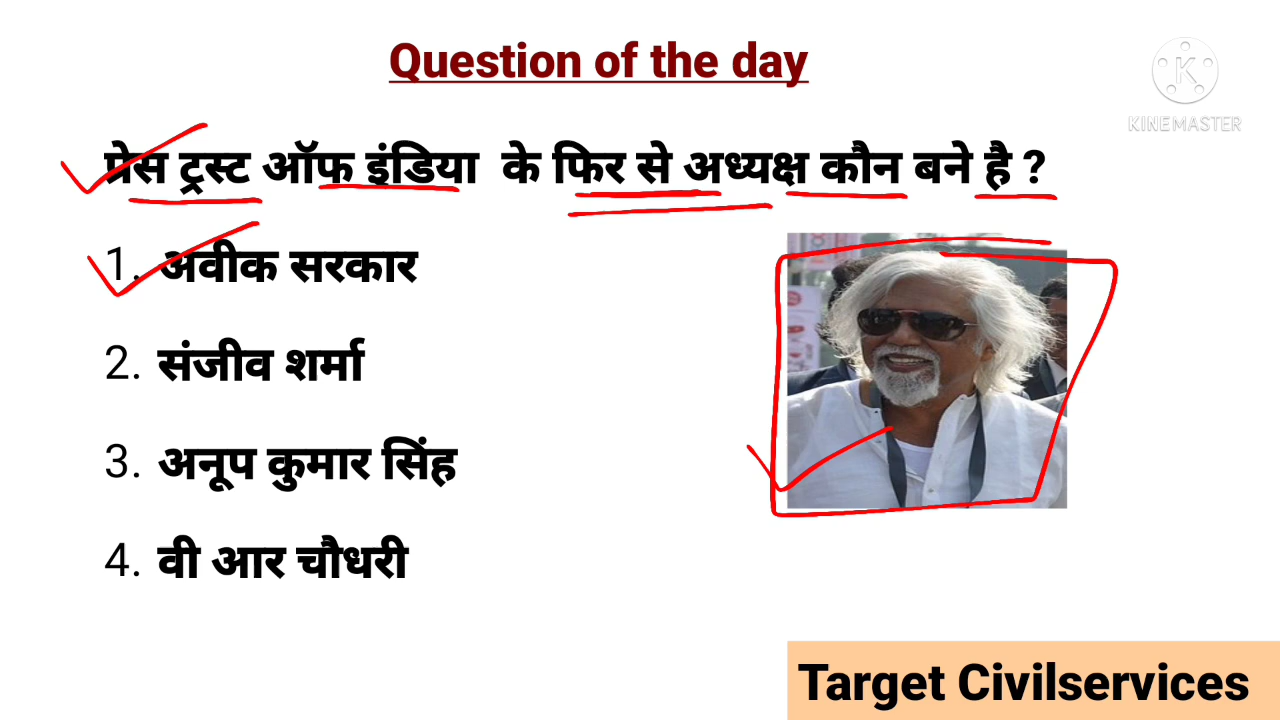 Question of the day
K
KINEMASTER
प्रेस ट्रस्ट ऑफ इंडिया के फिर से अध्यक्ष कौन बने है ?
1. अवीक सरकार
2. संजीव शर्मा
3. अनूप कुमार सिंह
4. वी आर चौधरी
Target Civilservices